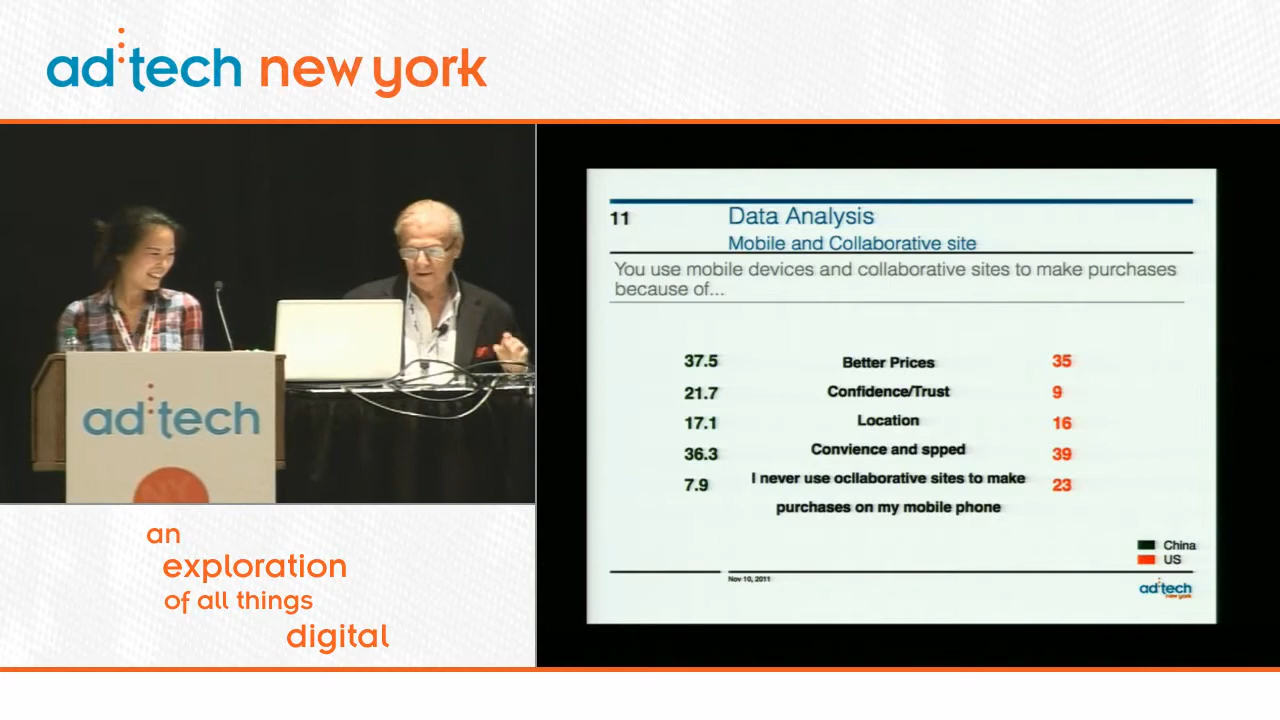 ad:tech new york
ad:tech
NY
an
exploration
of all things
digital
11
Data Analysis
Mobile and Collaborative site
You use mobile devices and collaborative sites to make purchases
because of...
37.5 Better Prices 35
21.7 Confidence/Trust 9
17.1 Location 16
36.3 Convience and spped 39
7.9 I never use ocllaborative sites to make 23
purchases on my mobile phone
China
US
Nov 10, 2011
ad:tech
new york